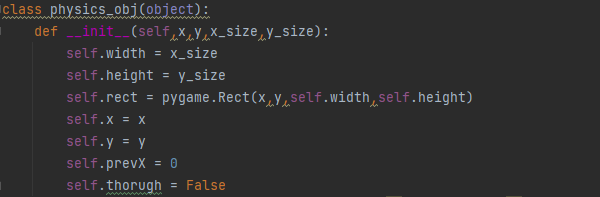 class physics_obj(object):
def __init__(self,x,y,x_size,y_size):
self.width = x_size
self.height = y_size
self.rect = pygame.Rect(x,y,self.width,self.height)
self.x = x
self.y = y
self.prevX = 0
self.thorugh = False